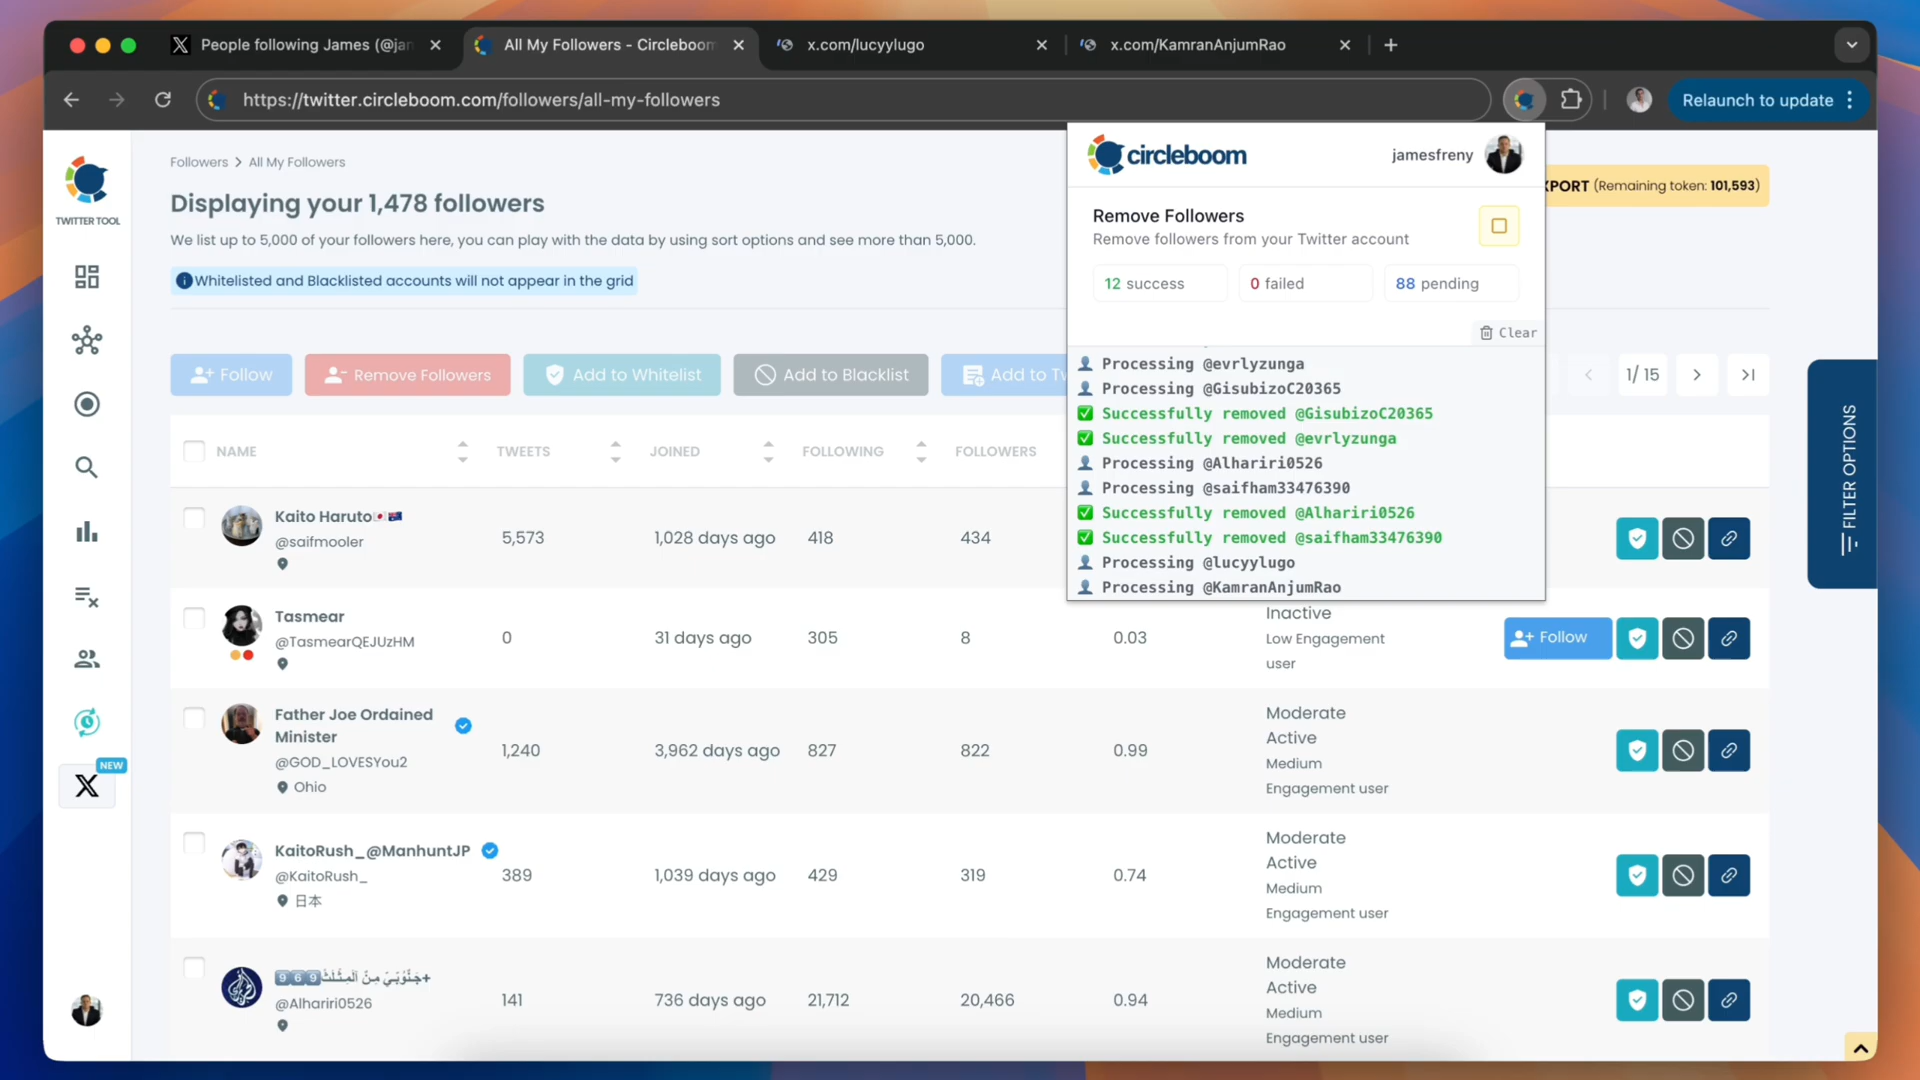 People following James (@jan
All My Followers - Circleboom
x.com/lucyylugo
x.com/KamranAnjumRao
https://twitter.circleboom.com/followers/all-my-followers
Relaunch to update
TWITTER TOOL
NEW
Followers > All My Followers
Displaying your 1,478 followers
We list up to 5,000 of your followers here, you can play with the data by using sort options and see more than 5,000.
Whitelisted and Blacklisted accounts will not appear in the grid
XPORT (Remaining token: 101,593)
circleboom
jamesfreny
Remove Followers
Remove followers from your Twitter account
12 success
0 failed
88 pending
Clear
Processing @evrlyzunga
Processing @GisubizoC20365
Successfully removed @GisubizoC20365
Successfully removed @evrlyzunga
Processing @Alhariri0526
Processing @saifham33476390
Successfully removed @Alhariri0526
Successfully removed @saifham33476390
Processing @lucyylugo
Processing @KamranAnjumRao
Follow
Remove Followers
Add to Whitelist
Add to Blacklist
Add to Tw
1/ 15
FILTER OPTIONS
NAME TWEETS JOINED FOLLOWING FOLLOWERS
Kaito Haruto
@saifmooler
5,573 1,028 days ago 418 434
Tasmear
@TasmearQEJUzHM
0 31 days ago 305 8 0.03
Inactive
Low Engagement
user
Follow
Father Joe Ordained
Minister
@GOD_LOVESYou2
Ohio
1,240 3,962 days ago 827 822 0.99
Moderate
Active
Medium
Engagement user
KaitoRush_@ManhuntJP
@KaitoRush_
日本
389 1,039 days ago 429 319 0.74
Moderate
Active
Medium
Engagement user
@Alhariri0526
141 736 days ago 21,712 20,466 0.94
Moderate
Active
Medium
Engagement user